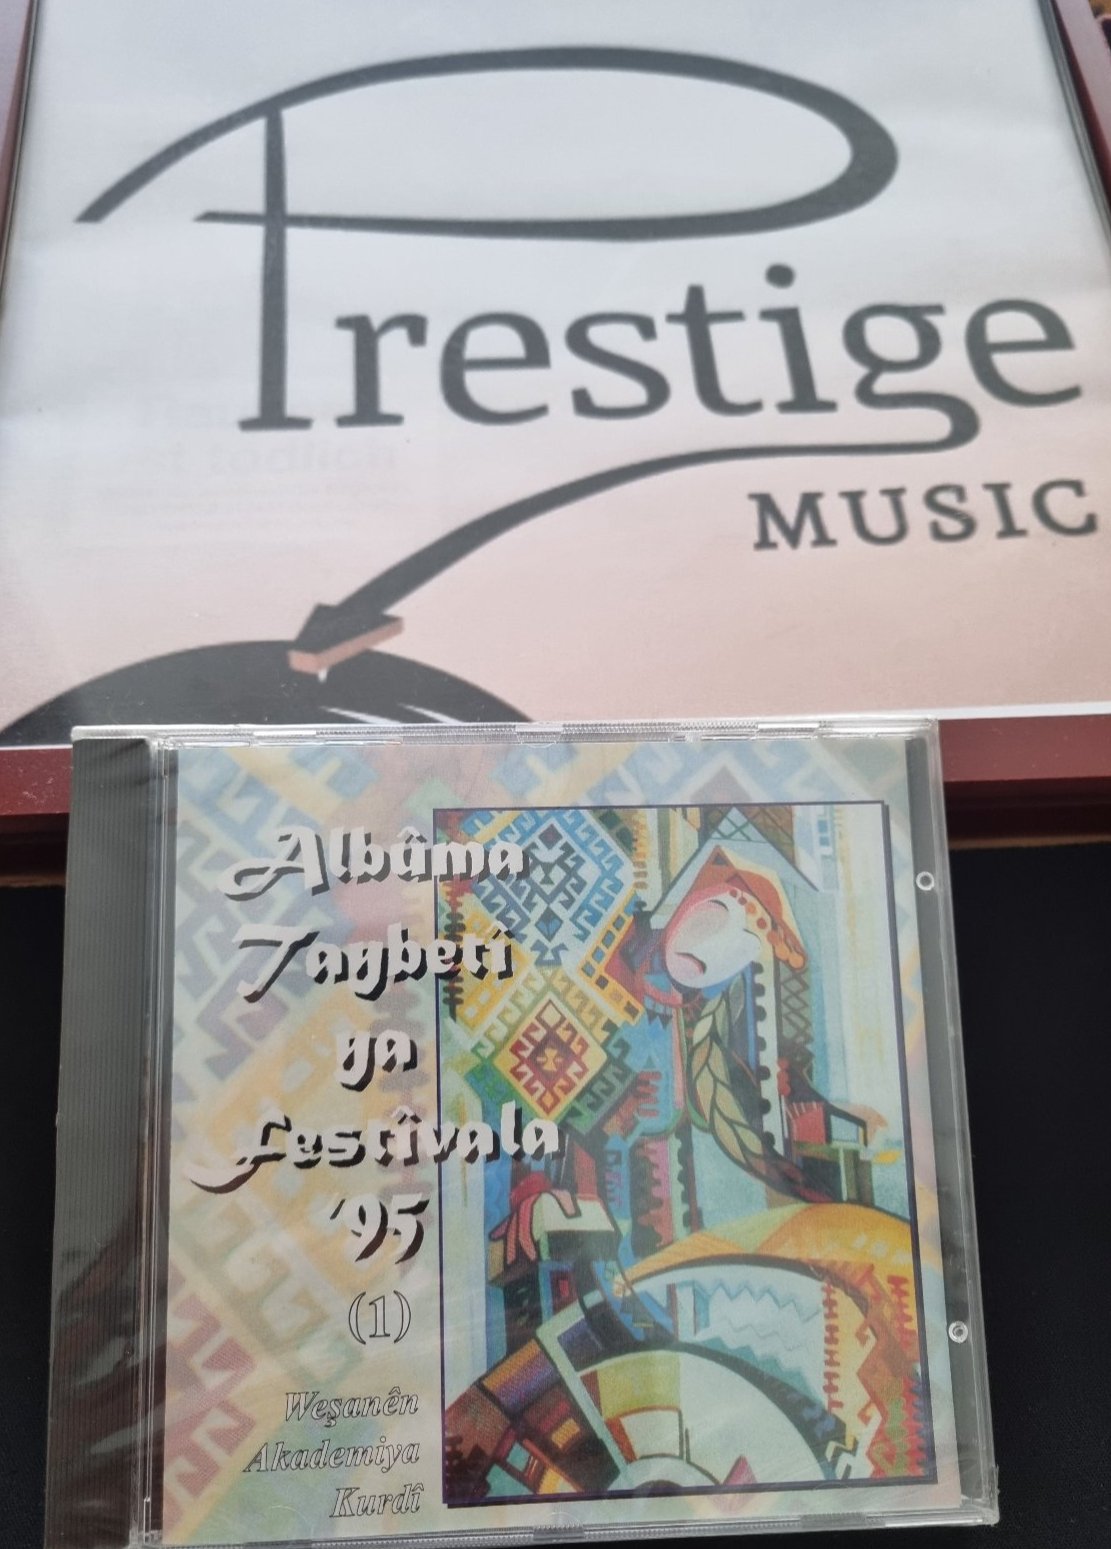 Prestige
MUSIC
Albûma
Taybetî
ya
Festîvala
'95
(1)
Weşanên
Akademiya
Kurdî